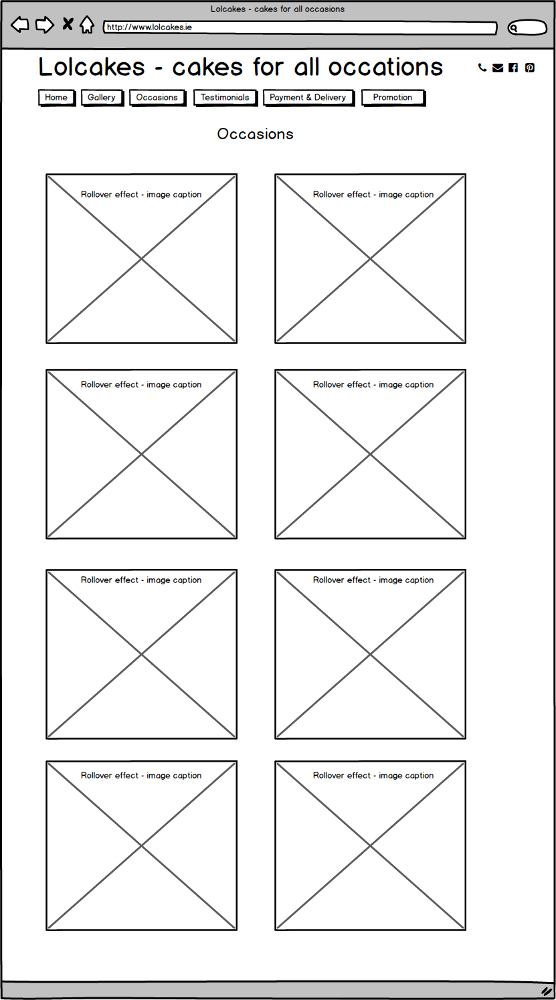 Lolcakes - cakes for all occasions
http://www.lolcakes.ie
Lolcakes - cakes for all occations
Home Gallery Occasions Testimonials Payment & Delivery Promotion
Occasions
Rollover effect - image caption Rollover effect - image caption
Rollover effect - image caption Rollover effect - image caption
Rollover effect - image caption Rollover effect - image caption
Rollover effect - image caption Rollover effect - image caption